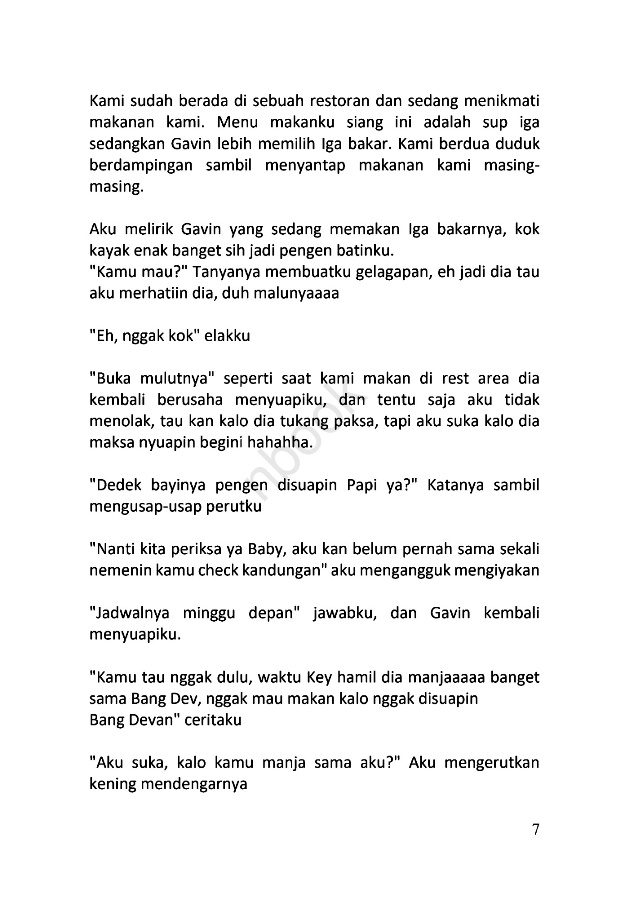 Kami sudah berada di sebuah restoran dan sedang menikmati
makanan kami. Menu makanku siang ini adalah sup iga
sedangkan Gavin lebih memilih Iga bakar. Kami berdua duduk
berdampingan sambil menyantap makanan kami masing-
masing.
Aku melirik Gavin yang sedang memakan Iga bakarnya, kok
kayak enak banget sih jadi pengen batinku.
"Kamu mau?" Tanyanya membuatku gelagapan, eh jadi dia tau
aku merhatiin dia, duh malunyaaaa
"Eh, nggak kok" elakku
"Buka mulutnya" seperti saat kami makan di rest area dia
kembali berusaha menyuapiku, dan tentu saja aku tidak
menolak, tau kan kalo dia tukang paksa, tapi aku suka kalo dia
maksa nyuapin begini hahahha.
"Dedek bayinya pengen disuapin Papi ya?" Katanya sambil
mengusap-usap perutku
"Nanti kita periksa ya Baby, aku kan belum pernah sama sekali
nemenin kamu check kandungan" aku mengangguk mengiyakan
"Jadwalnya minggu depan" jawabku, dan Gavin kembali
menyuapiku.
"Kamu tau nggak dulu, waktu Key hamil dia manjaaaaa banget
sama Bang Dev, nggak mau makan kalo nggak disuapin
Bang Devan" ceritaku
"Aku suka, kalo kamu manja sama aku?" Aku mengerutkan
kening mendengarnya
7
nbook